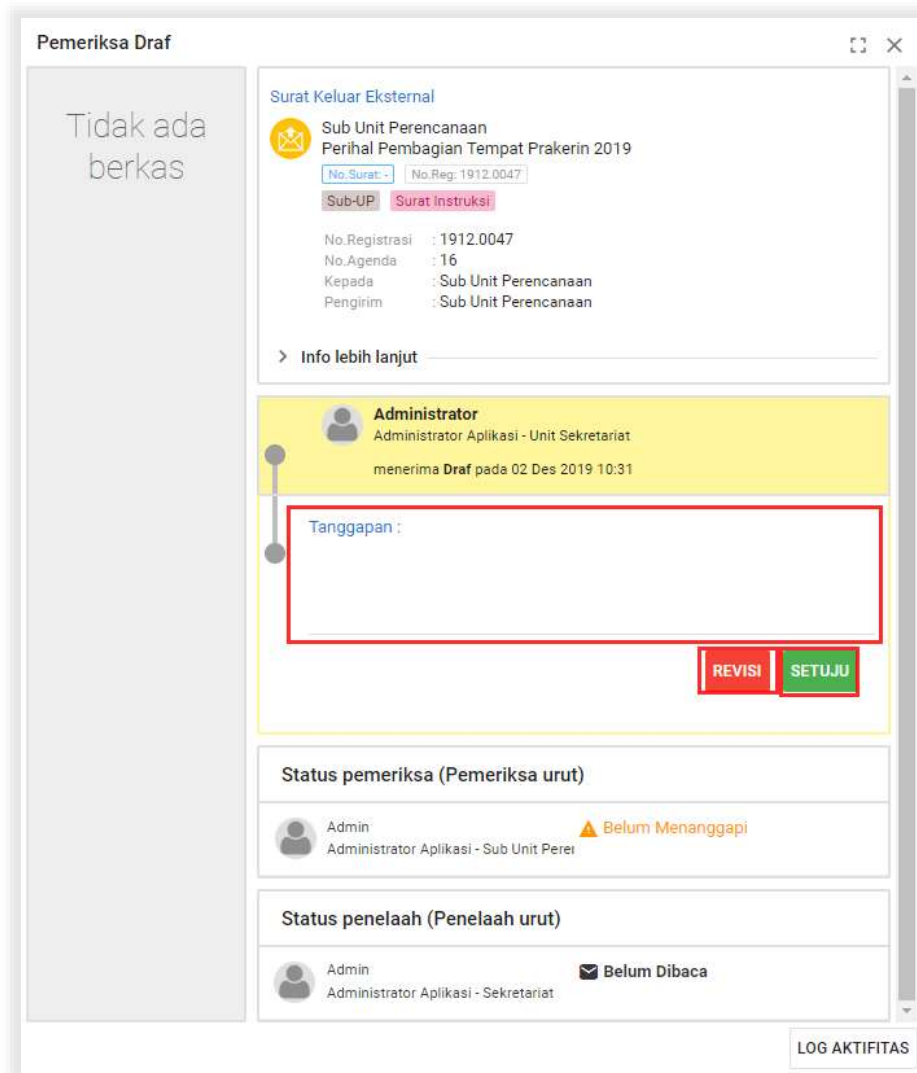 Pemeriksa Draf
Tidak ada
berkas
Surat Keluar Eksternal
Sub Unit Perencanaan
Perihal Pembagian Tempat Prakerin 2019
No.Surat: - No.Reg: 1912.0047
Sub-UP Surat Instruksi
No.Registrasi : 1912.0047
No.Agenda : 16
Kepada : Sub Unit Perencanaan
Pengirim : Sub Unit Perencanaan
Info lebih lanjut
Administrator
Administrator Aplikasi - Unit Sekretariat
menerima Draf pada 02 Des 2019 10:31
Tanggapan :
REVISI SETUJU
Status pemeriksa (Pemeriksa urut)
Admin Belum Menanggapi
Administrator Aplikasi - Sub Unit
Status penelaah (Penelaah urut)
Admin Belum Dibaca
Administrator Aplikasi - Sekretariat
LOG AKTIFITAS